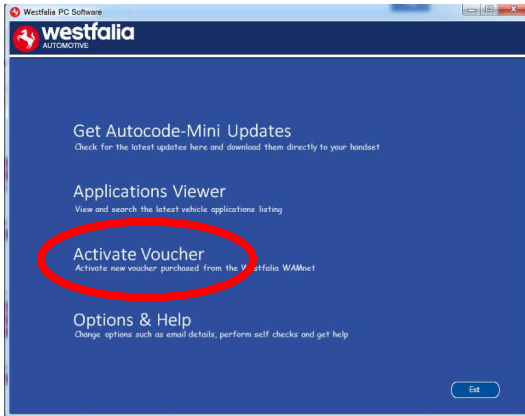 Westfalia PC Software
westfalia
AUTOMOTIVE
Get Autocode-Mini Updates
Check for the latest updates here and download them directly to your handset
Applications Viewer
View and search the latest vehicle applications listing
Activate Voucher
Activate new voucher purchased from the Westfalia WAMnet
Options & Help
Change options such as email details, perform self checks and get help
Exit